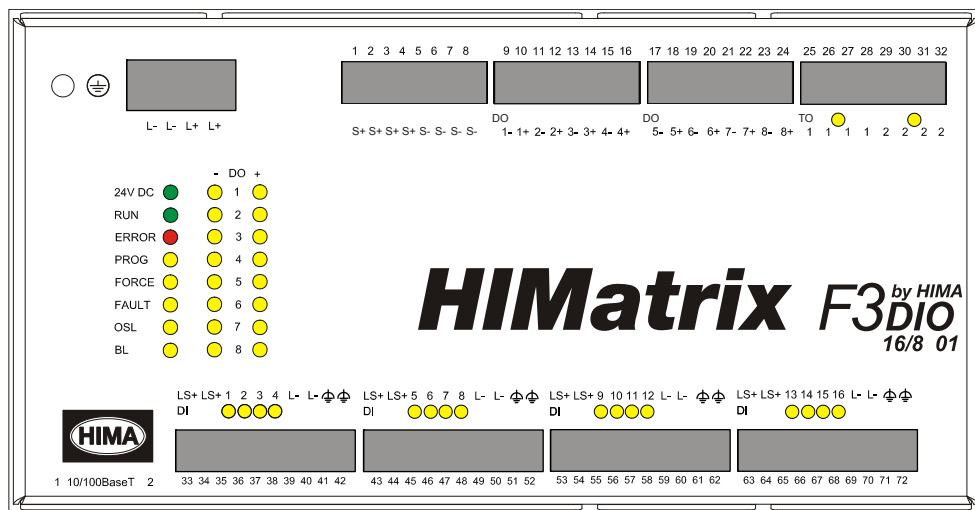 1 2 3 4 5 6 7 8 9 10 11 12 13 14 15 16 17 18 19 20 21 22 23 24 25 26 27 28 29 30 31 32
L- L- L+ L+
S+ S+ S+ S+ S- S- S- S-
DO
1- 1+ 2- 2+ 3- 3+ 4- 4+
DO
5- 5+ 6- 6+ 7- 7+ 8- 8+
TO
1 1 1 1 2 2 2 2
- DO +
24V DC 1
RUN 2
ERROR 3
PROG 4
FORCE 5
FAULT 6
OSL 7
BL 8
HIMatrix F3 by HIMA
DIO
16/8 01
LS+ LS+ 1 2 3 4 L- L-
DI
LS+ LS+ 5 6 7 8 L- L-
DI
LS+ LS+ 9 10 11 12 L- L-
DI
LS+ LS+ 13 14 15 16 L- L-
DI
HIMA
1 10/100BaseT 2
33 34 35 36 37 38 39 40 41 42 43 44 45 46 47 48 49 50 51 52 53 54 55 56 57 58 59 60 61 62 63 64 65 66 67 68 69 70 71 72